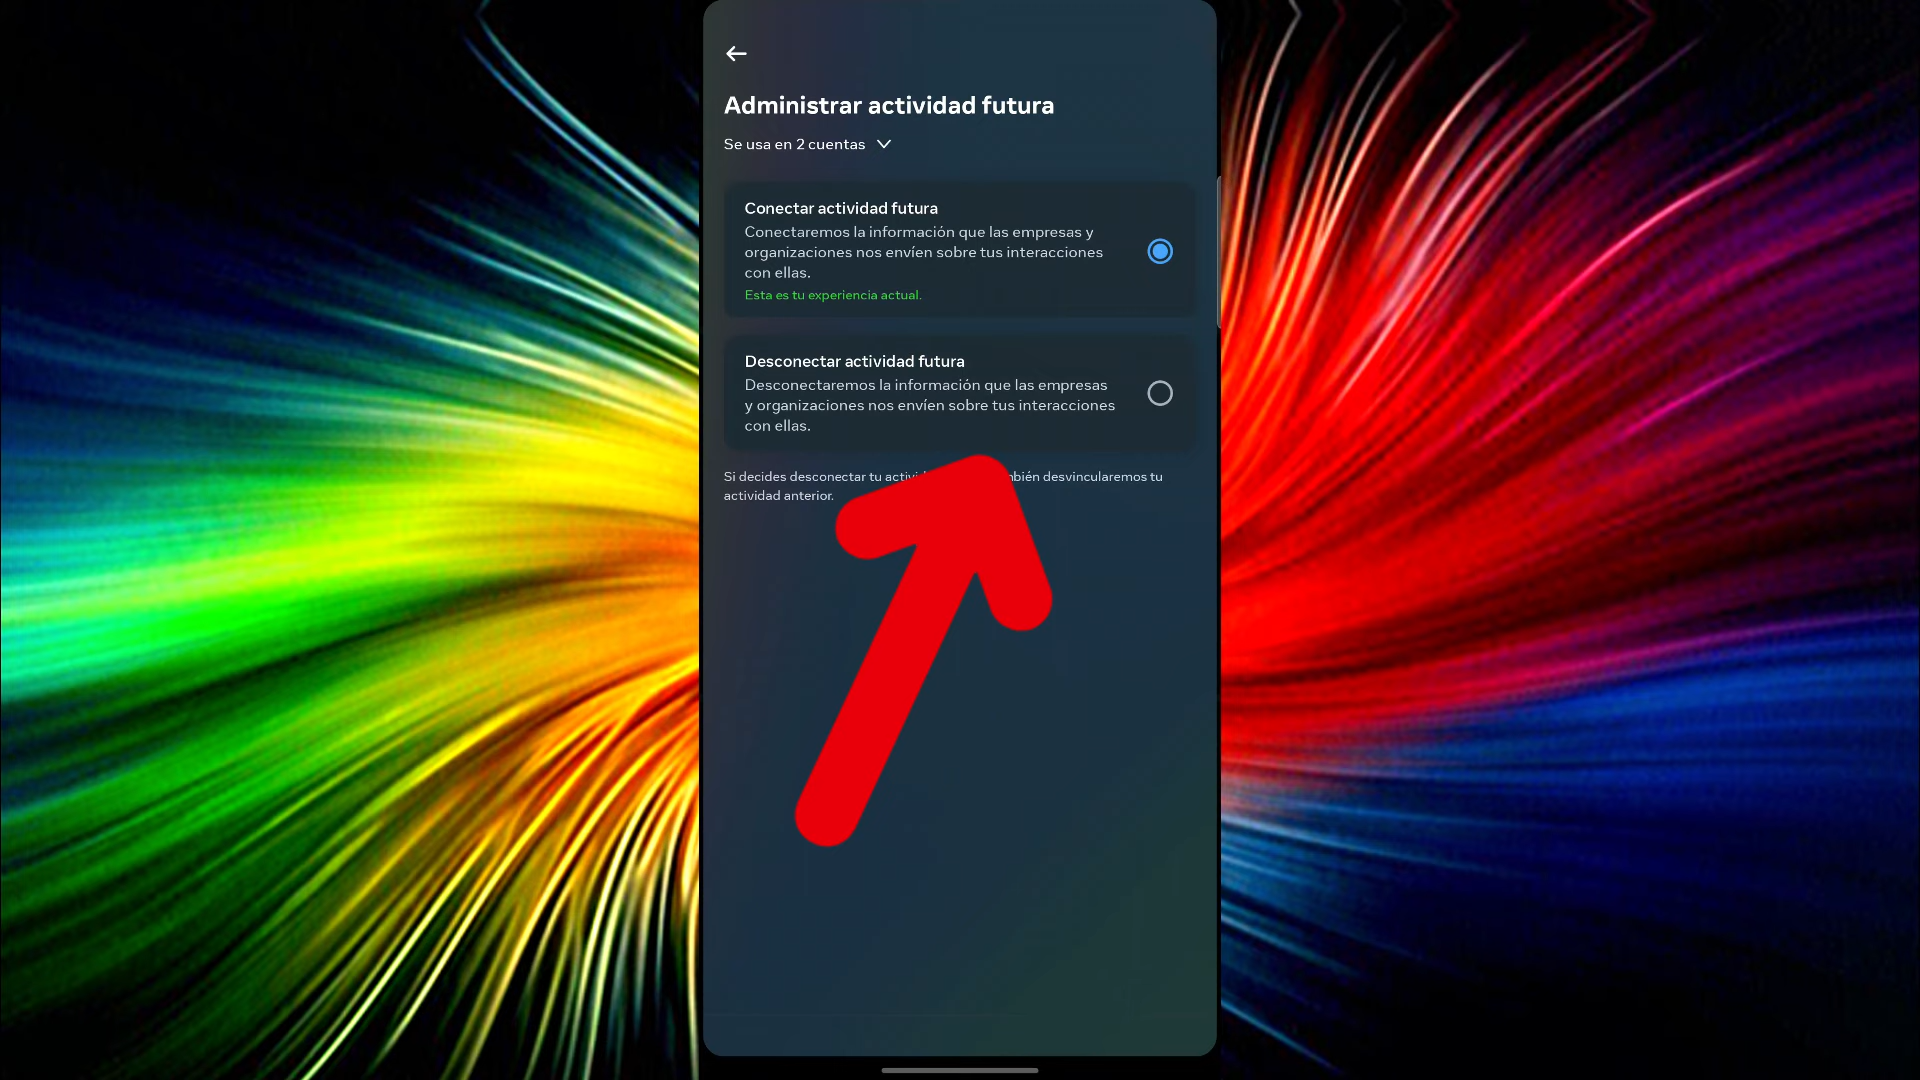 Administrar actividad futura
Se usa en 2 cuentas
Conectar actividad futura
Conectaremos la información que las empresas y
organizaciones nos envíen sobre tus interacciones
con ellas.
Esta es tu experiencia actual.
Desconectar actividad futura
Desconectaremos la información que las empresas
y organizaciones nos envíen sobre tus interacciones
con ellas.
Si decides desconectar tu desvincularemos tu
actividad anterior.